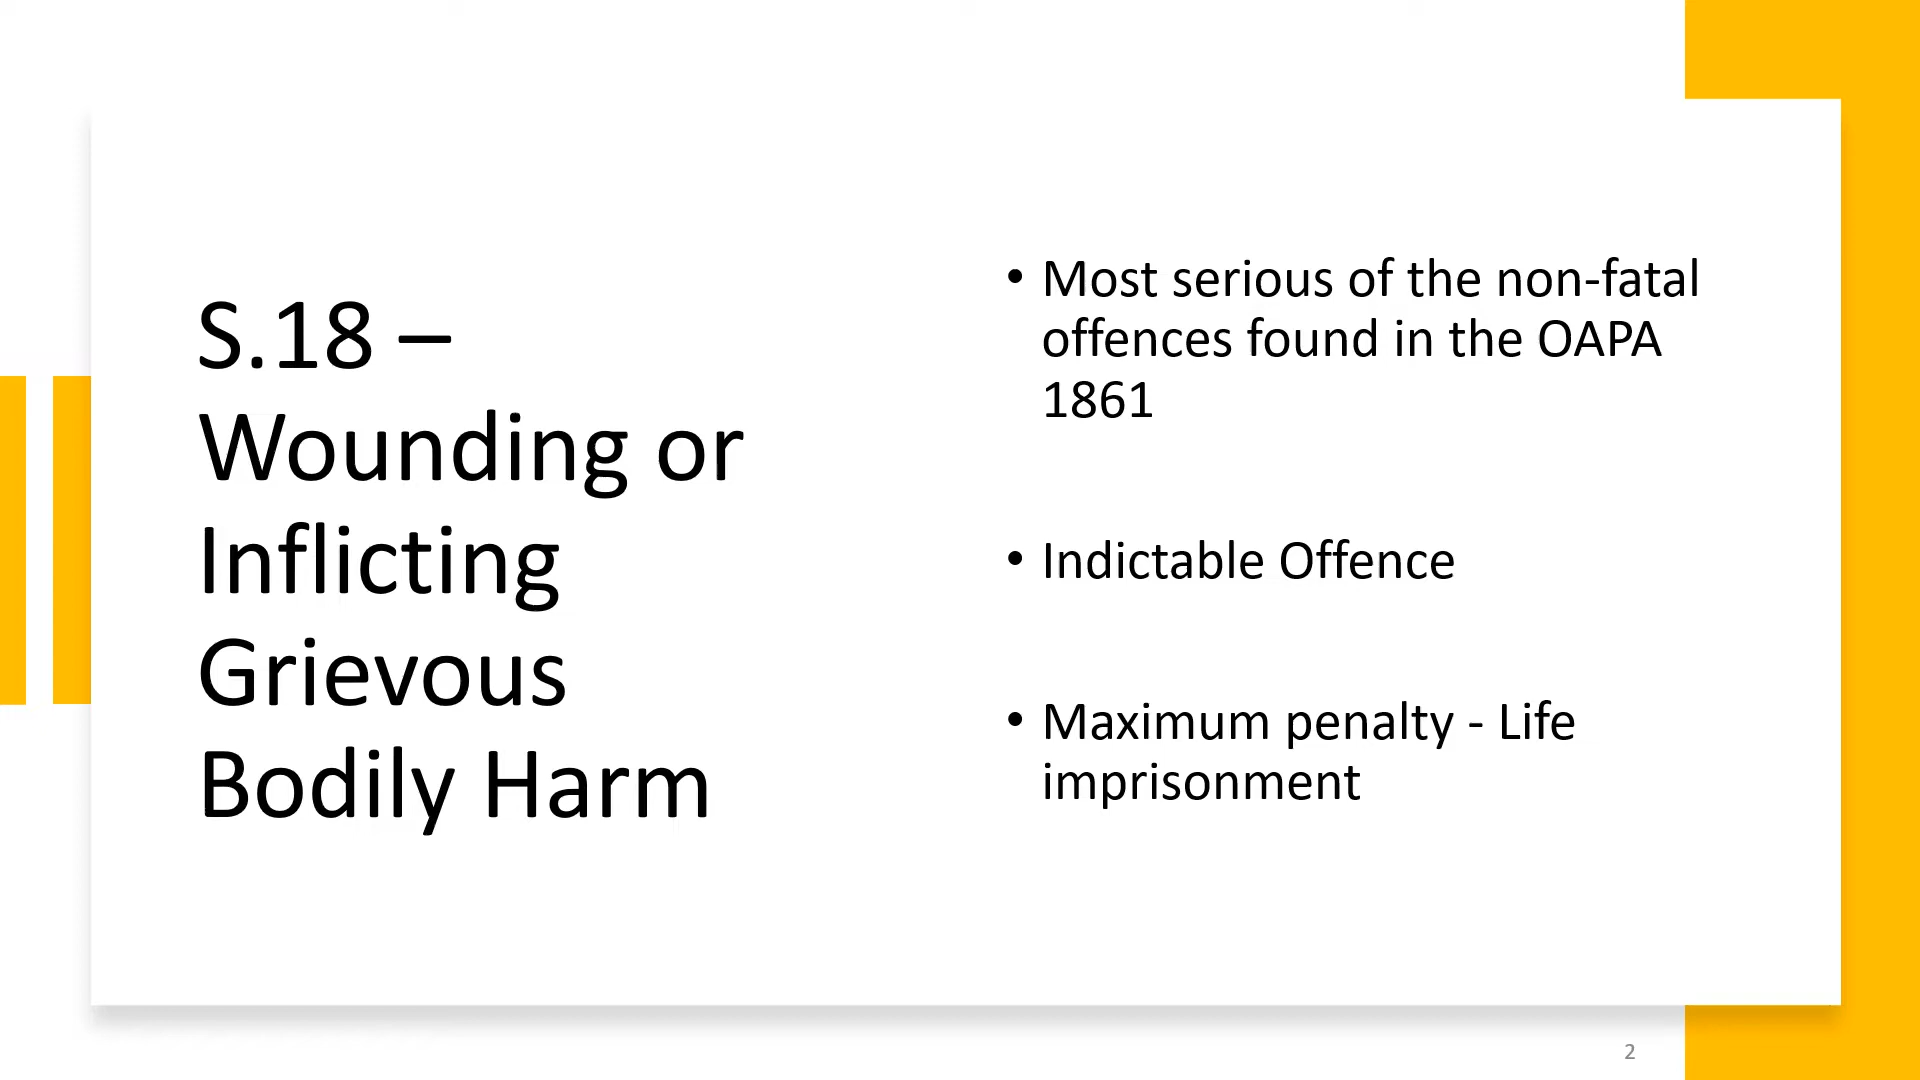 S.18 –
Wounding or
Inflicting
Grievous
Bodily Harm
• Most serious of the non-fatal
offences found in the OAPA
1861
• Indictable Offence
• Maximum penalty - Life
imprisonment
2